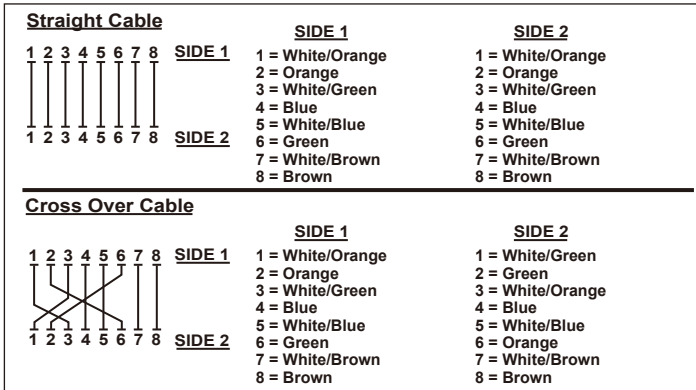 Straight Cable
1 2 3 4 5 6 7 8 SIDE 1
1 2 3 4 5 6 7 8 SIDE 2
SIDE 1
1 = White/Orange
2 = Orange
3 = White/Green
4 = Blue
5 = White/Blue
6 = Green
7 = White/Brown
8 = Brown
SIDE 2
1 = White/Orange
2 = Orange
3 = White/Green
4 = Blue
5 = White/Blue
6 = Green
7 = White/Brown
8 = Brown
Cross Over Cable
1 2 3 4 5 6 7 8 SIDE 1
1 2 3 4 5 6 7 8 SIDE 2
SIDE 1
1 = White/Orange
2 = Orange
3 = White/Green
4 = Blue
5 = White/Blue
6 = Green
7 = White/Brown
8 = Brown
SIDE 2
1 = White/Green
2 = Green
3 = White/Orange
4 = Blue
5 = White/Blue
6 = Orange
7 = White/Brown
8 = Brown